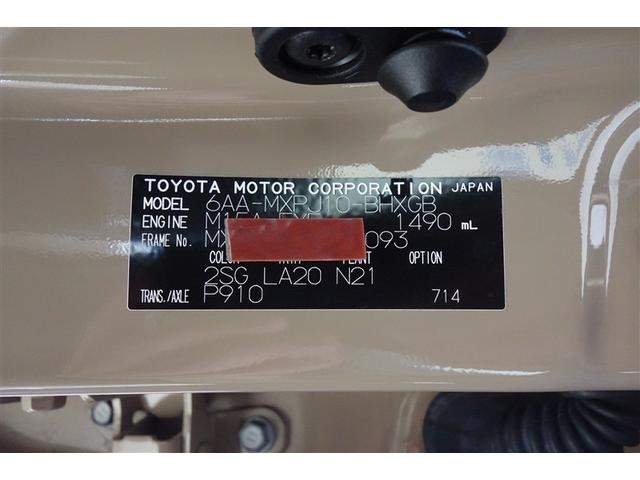 TOYOTA MOTOR CORPORATION JAPAN
MODEL 6AA-MXPJ10-BHXGB
ENGINE 1490 mL
FRAME No. 093
OPTION
2SG LA20 N21
TRANS./AXLE P910 714